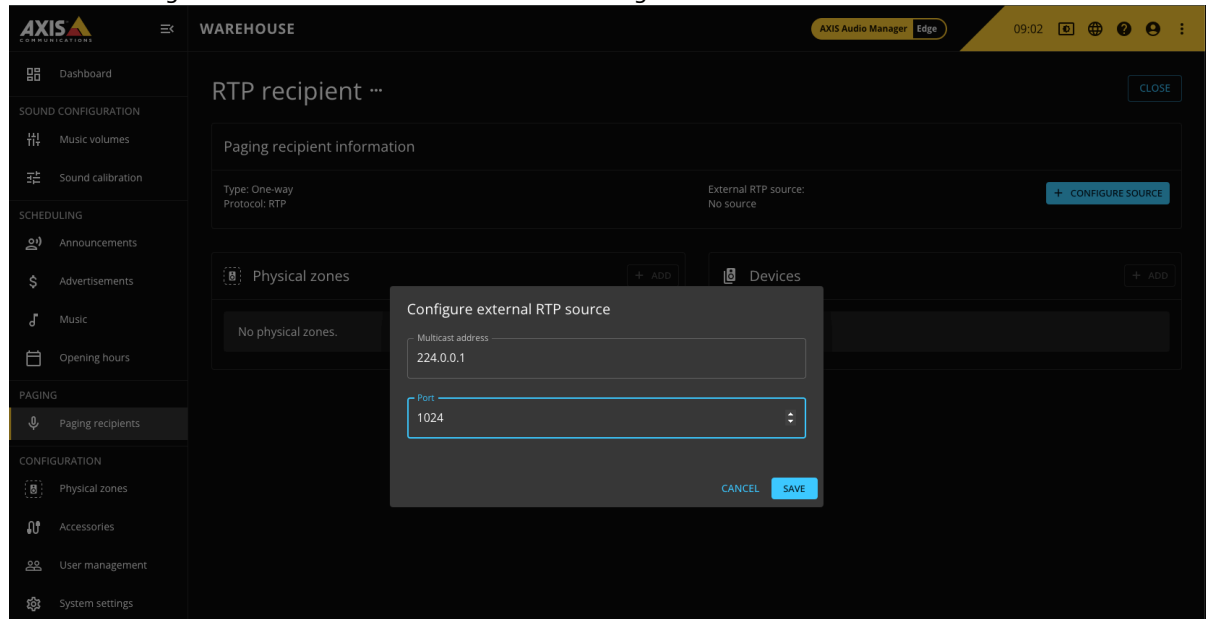 AXIS
COMMUNICATIONS
WAREHOUSE
AXIS Audio Manager Edge
09:02
Dashboard
SOUND CONFIGURATION
Music volumes
Sound calibration
SCHEDULING
Announcements
Advertisements
Music
Opening hours
PAGING
Paging recipients
CONFIGURATION
Physical zones
Accessories
User management
System settings
RTP recipient ···
CLOSE
Paging recipient information
Type: One-way
Protocol: RTP
External RTP source:
No source
+ CONFIGURE SOURCE
Physical zones
+ ADD
Devices
+ ADD
No physical zones.
Configure external RTP source
Multicast address
224.0.0.1
Port
1024
CANCEL
SAVE